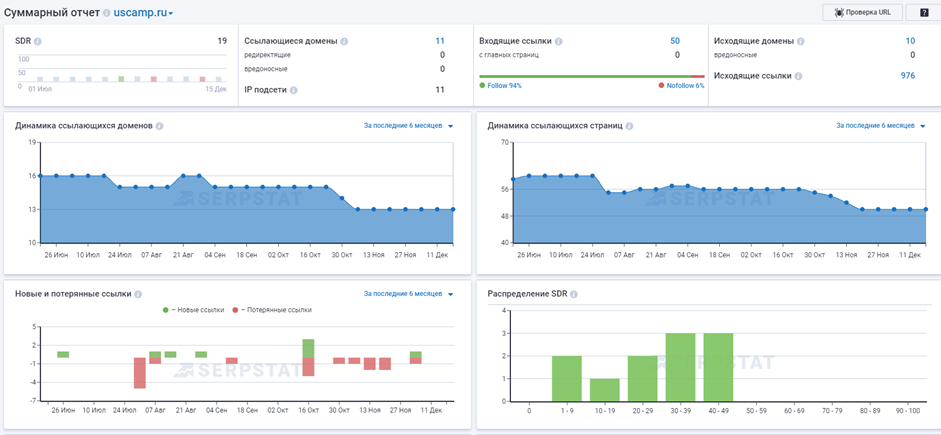 Суммарный отчет uscamp.ru
Проверка URL
?
SDR 19
100
50
0
01 Июл 15 Дек
Ссылающиеся домены 11
редиректящие 0
вредоносные 0
IP подсети 11
Входящие ссылки 50
с главных страниц 0
Follow 94% Nofollow 6%
Исходящие домены 10
вредоносные 0
Исходящие ссылки 976
Динамика ссылающихся доменов За последние 6 месяцев
19
16
13
10
SERPSTAT
26 Июн 10 Июл 24 Июл 07 Авг 21 Авг 04 Сен 18 Сен 02 Окт 16 Окт 30 Окт 13 Ноя 27 Ноя 11 Дек
Динамика ссылающихся страниц За последние 6 месяцев
70
56
48
40
SERPSTAT
26 Июн 10 Июл 24 Июл 07 Авг 21 Авг 04 Сен 18 Сен 02 Окт 16 Окт 30 Окт 13 Ноя 27 Ноя 11 Дек
Новые и потерянные ссылки За последние 6 месяцев
– Новые ссылки – Потерянные ссылки
5
2
-1
-4
-7
SERPSTAT
26 Июн 10 Июл 24 Июл 07 Авг 21 Авг 04 Сен 18 Сен 02 Окт 16 Окт 30 Окт 13 Ноя 27 Ноя 11 Дек
Распределение SDR
4
3
2
1
0
SERPSTAT
0 1 - 9 10 - 19 20 - 29 30 - 39 40 - 49 50 - 59 60 - 69 70 - 79 80 - 89 90 - 100